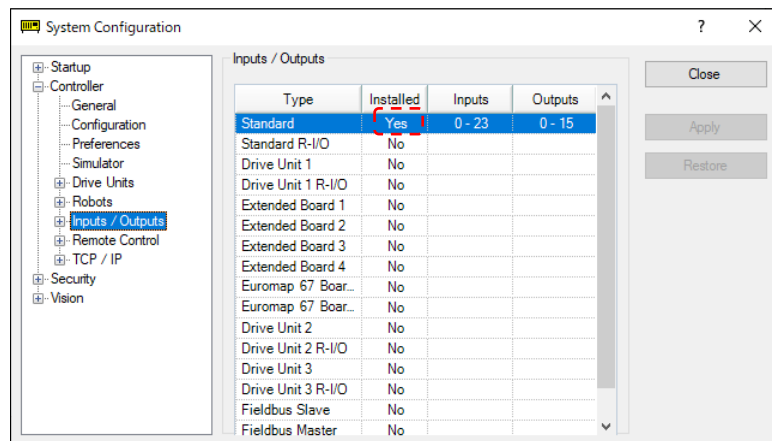 System Configuration
? ×
Startup
Controller
General
Configuration
Preferences
Simulator
Drive Units
Robots
Inputs / Outputs
Remote Control
TCP / IP
Security
Vision
Inputs / Outputs
Type Installed Inputs Outputs
Standard Yes 0 - 23 0 - 15
Standard R-I/O No
Drive Unit 1 No
Drive Unit 1 R-I/O No
Extended Board 1 No
Extended Board 2 No
Extended Board 3 No
Extended Board 4 No
Euromap 67 Boar... No
Euromap 67 Boar... No
Drive Unit 2 No
Drive Unit 2 R-I/O No
Drive Unit 3 No
Drive Unit 3 R-I/O No
Fieldbus Slave No
Fieldbus Master No
Close
Apply
Restore